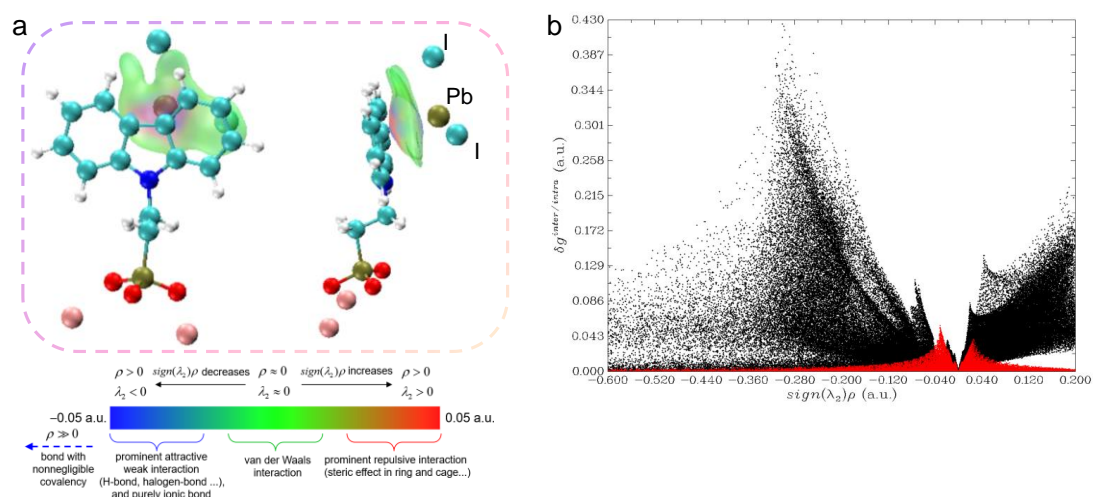 a
I
Pb
I
ρ > 0
λ₂ < 0
sign(λ₂)ρ decreases
ρ ≈ 0
λ₂ ≈ 0
sign(λ₂)ρ increases
ρ > 0
λ₂ > 0
−0.05 a.u.
0.05 a.u.
ρ ≫ 0
bond with
nonnegligible
covalency
prominent attractive
weak interaction
(H-bond, halogen-bond ...),
and purely ionic bond
van der Waals
interaction
prominent repulsive interaction
(steric effect in ring and cage...)
b
δg^{inter/intra} (a.u.)
0.430
0.387
0.344
0.301
0.258
0.215
0.172
0.129
0.086
0.043
0.000
−0.600 −0.520 −0.440 −0.360 −0.280 −0.200 −0.120 −0.040 0.040 0.120 0.200
sign(λ₂)ρ (a.u.)